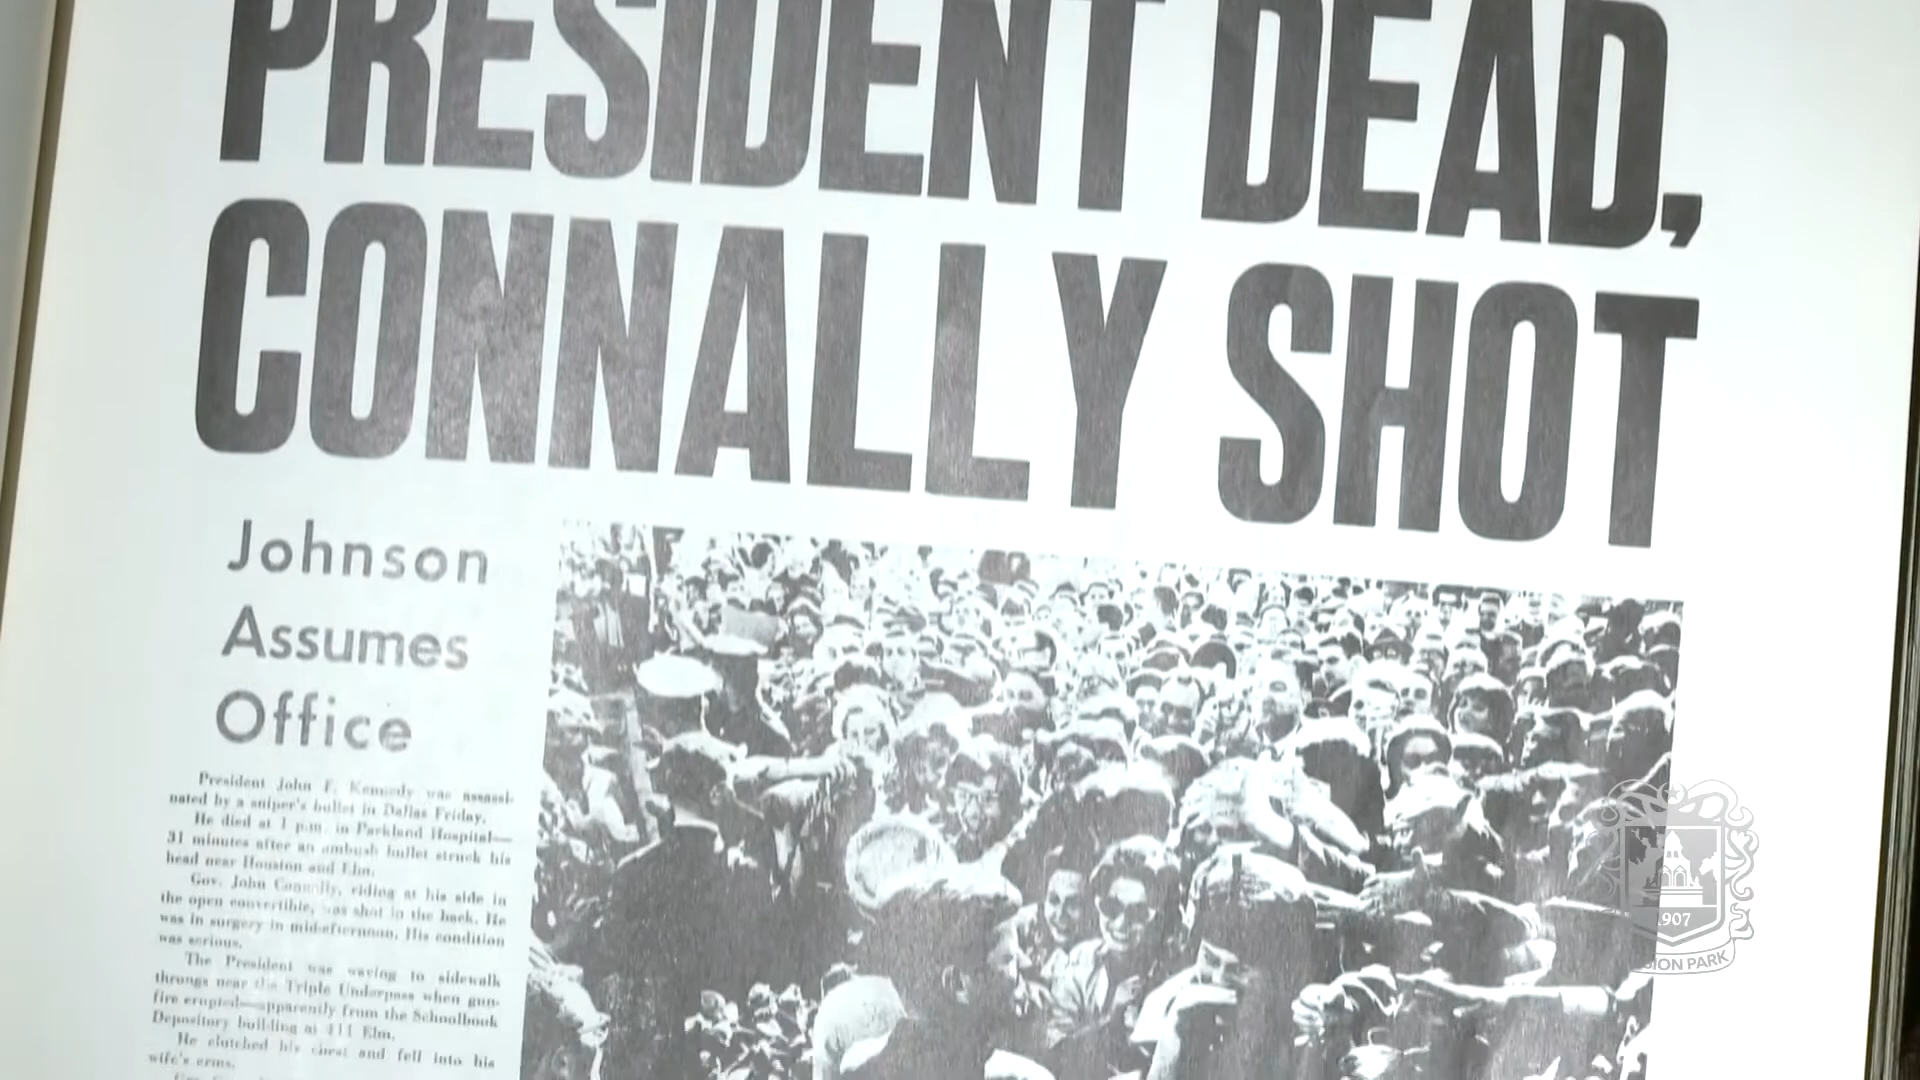 PRESIDENT DEAD,
CONNALLY SHOT
Johnson
Assumes
Office
President John F. Kennedy was assassi-
nated by a sniper's bullet in Dallas Friday.
He died at 1 p.m. in Parkland Hospital—
31 minutes after an ambush bullet struck his
head near Houston and Elm.
Gov. John Connally, riding at his side in
the open convertible, was shot in the back. He
was in surgery in mid-afternoon. His condition
was serious.
The President was waving to sidewalk
throngs near the Triple Underpass when gun-
fire erupted—apparently from the Schoolbook
Depository building at 411 Elm.
He clutched his chest and fell into his
wife's arms.
1907
SION PARK